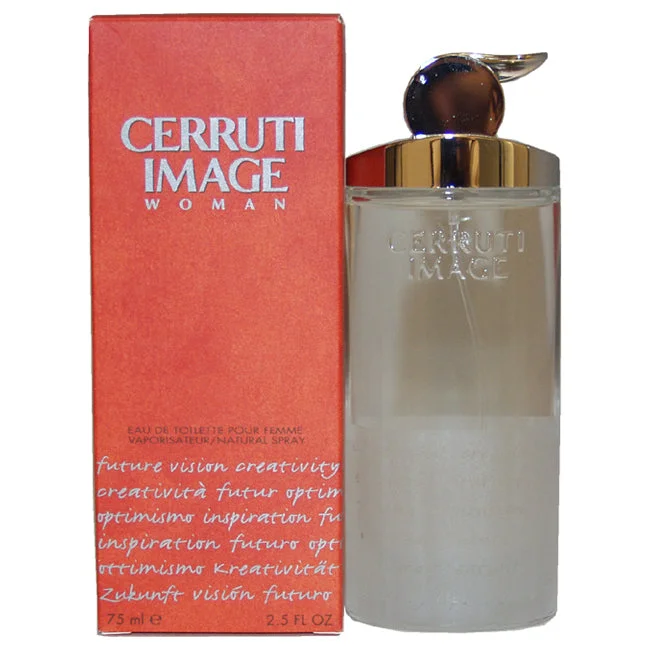 CERRUTI
IMAGE
WOMAN
EAU DE TOILETTE POUR FEMME
VAPORISATEUR/NATURAL SPRAY
future vision creativity
creatività futur optim
optimismo inspiration fu
inspiration futuro opt
ottimismo Kreativität
Zukunft visión futuro
75 ml e 2.5 FL OZ
CERRUTI
IMAGE